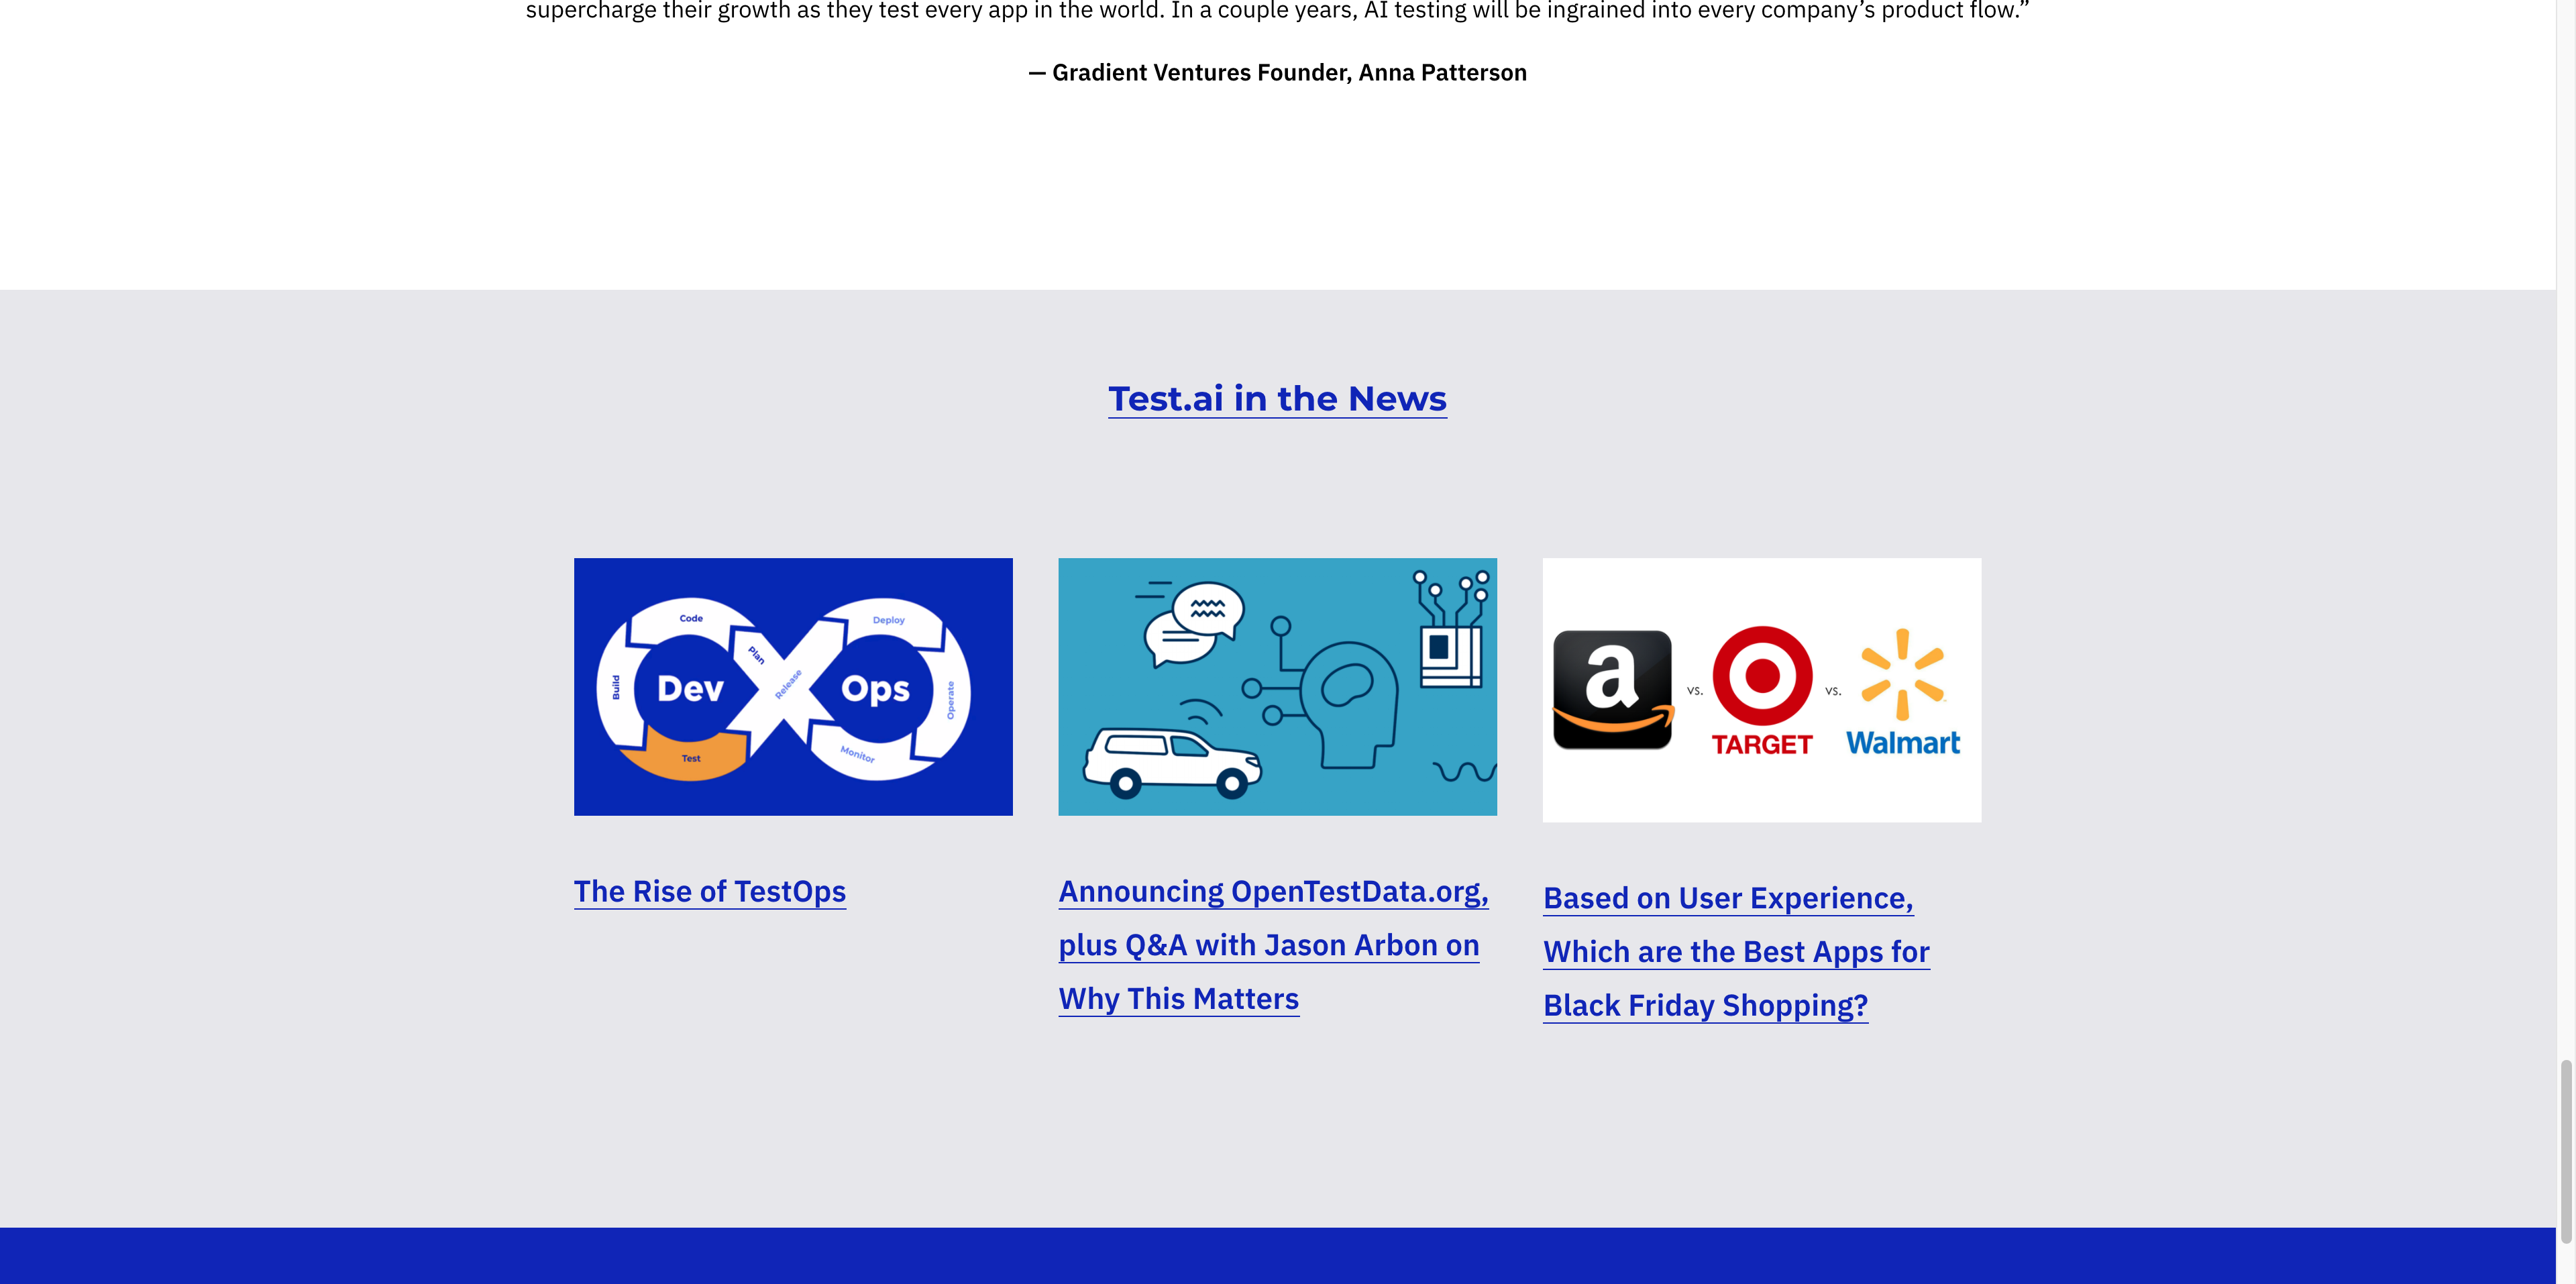 supercharge their growth as they test every app in the world. In a couple years, AI testing will be ingrained into every company’s product flow.”
— Gradient Ventures Founder, Anna Patterson
Test.ai in the News
Code
Plan
Build
Dev
Test
Release
Deploy
Ops
Operate
Monitor
a
vs.
TARGET
vs.
Walmart
The Rise of TestOps
Announcing OpenTestData.org,
plus Q&A with Jason Arbon on
Why This Matters
Based on User Experience,
Which are the Best Apps for
Black Friday Shopping?